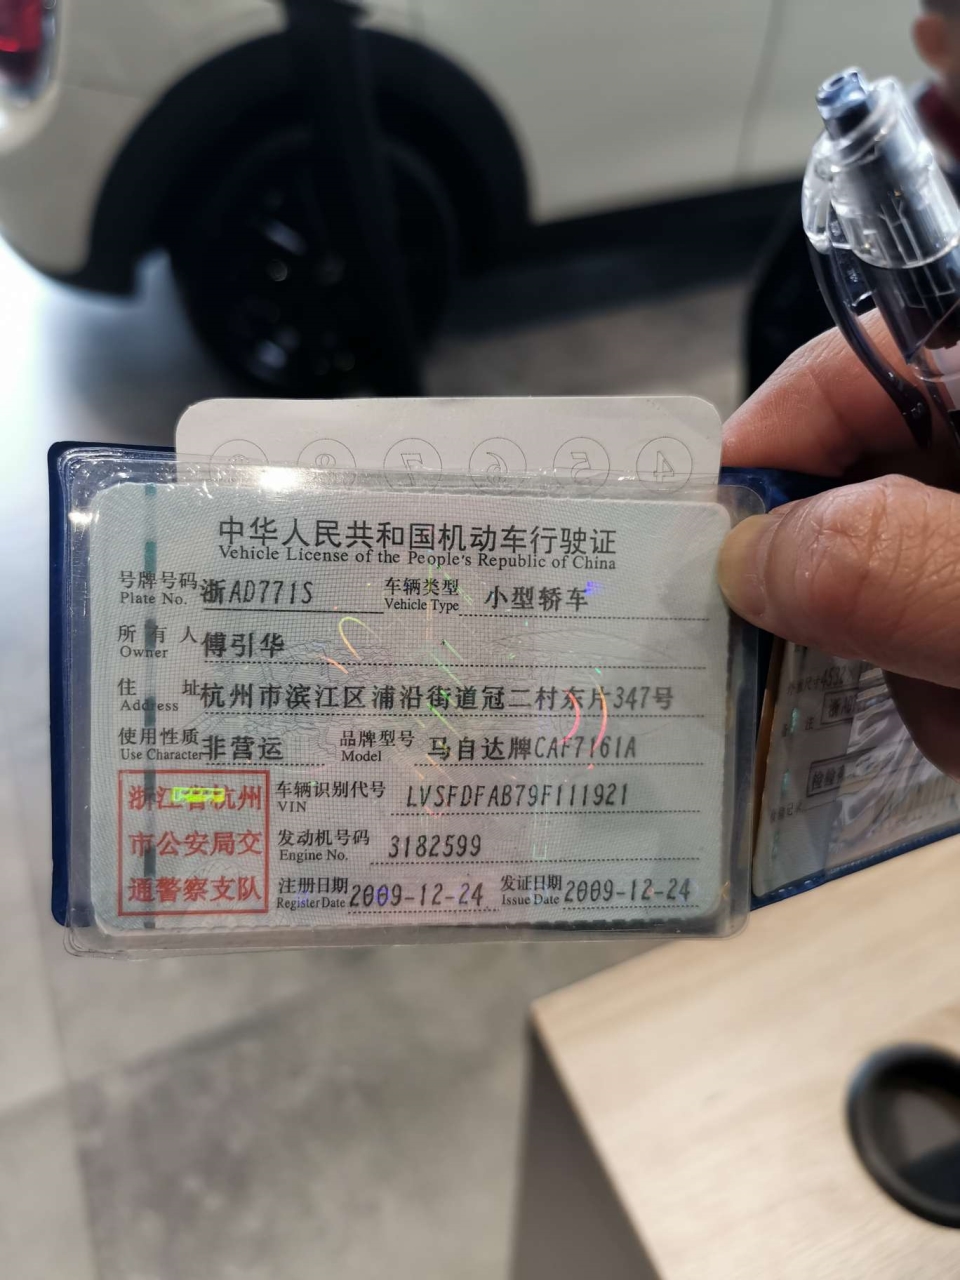 4 5 6 7 8
中华人民共和国机动车行驶证
Vehicle License of the People's Republic of China
号牌号码 浙AD771S 车辆类型 小型轿车
Plate No. Vehicle Type
所有人 傅引华
Owner
住址 杭州市滨江区浦沿街道冠二村东片347号
Address
使用性质 非营运 品牌型号 马自达牌CAF7161A
Use Character Model
浙江省杭州
市公安局交
通警察支队
车辆识别代号 LVSFDFAB79F111921
VIN
发动机号码 3182599
Engine No.
注册日期 2009-12-24 发证日期 2009-12-24
Register Date Issue Date